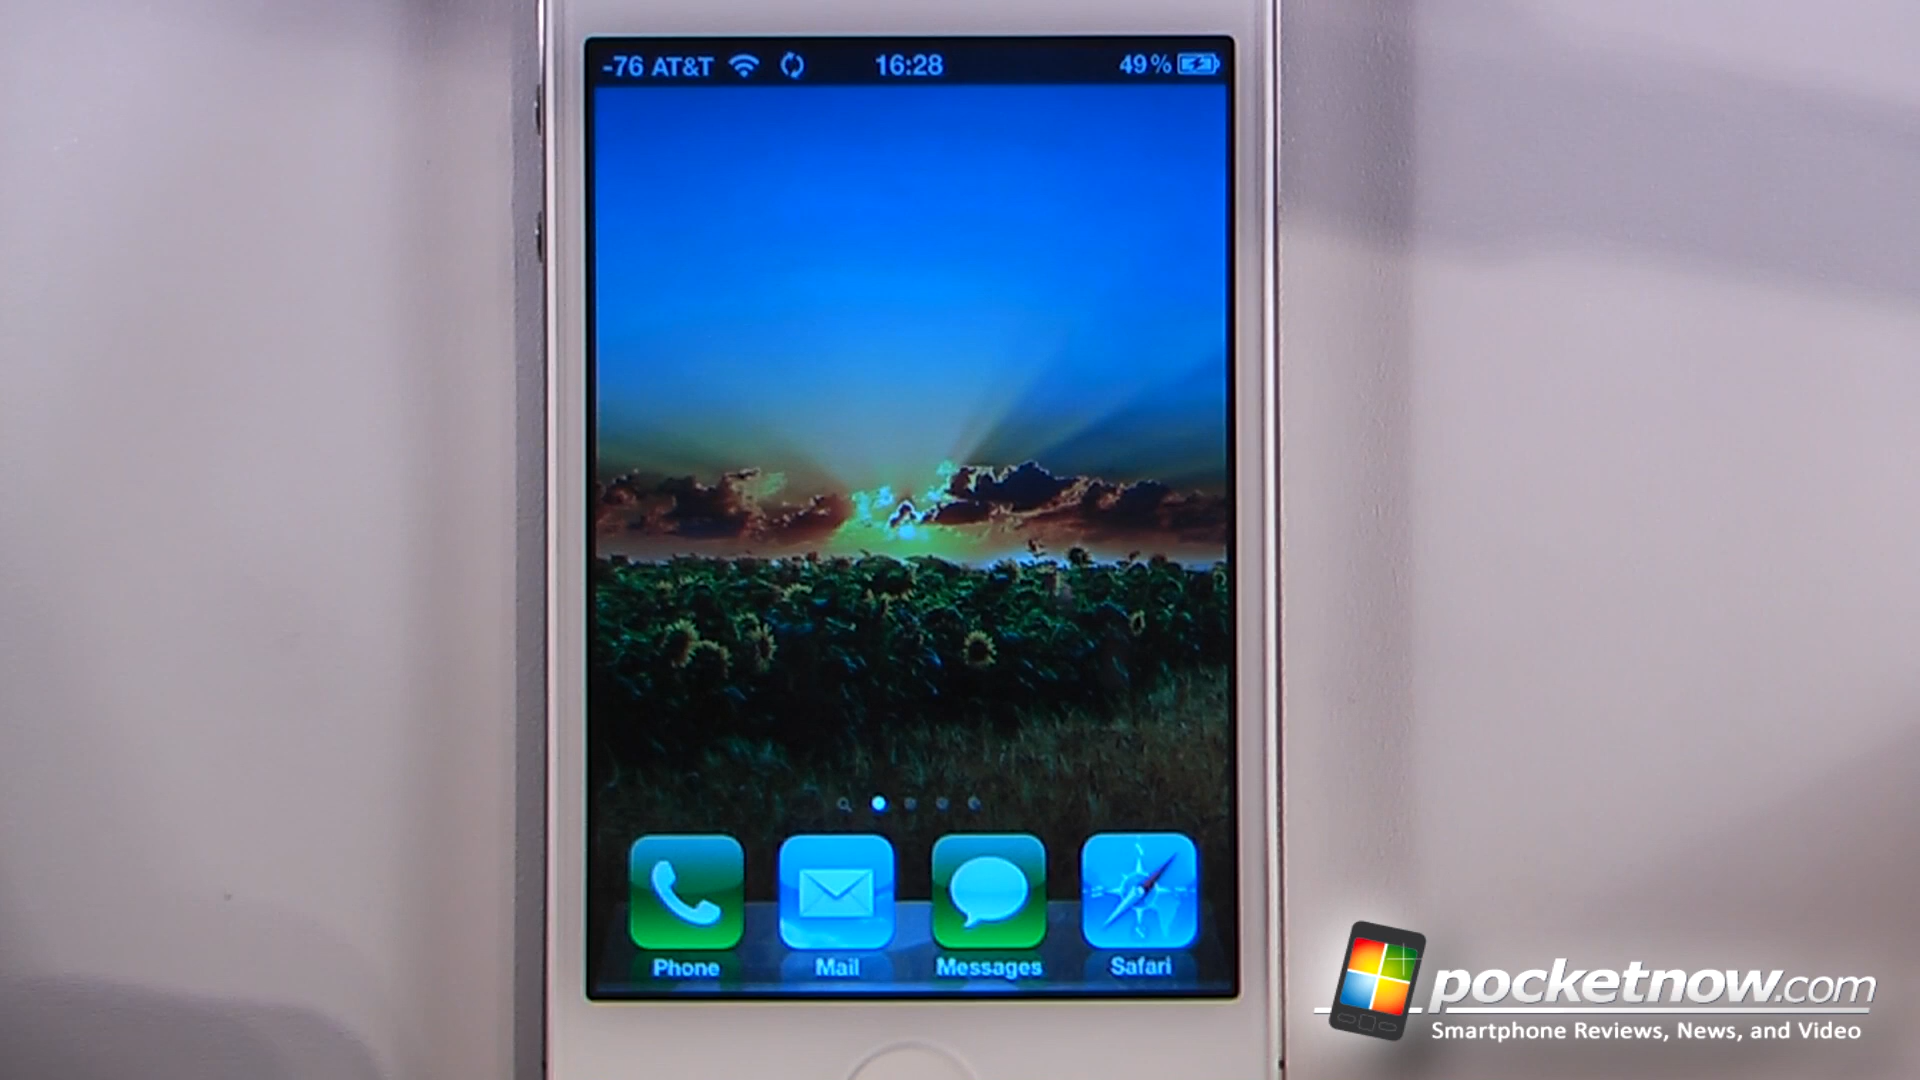 -76 AT&T 16:28 49%
Phone Mail Messages Safari
pocketnow.com
Smartphone Reviews, News, and Video